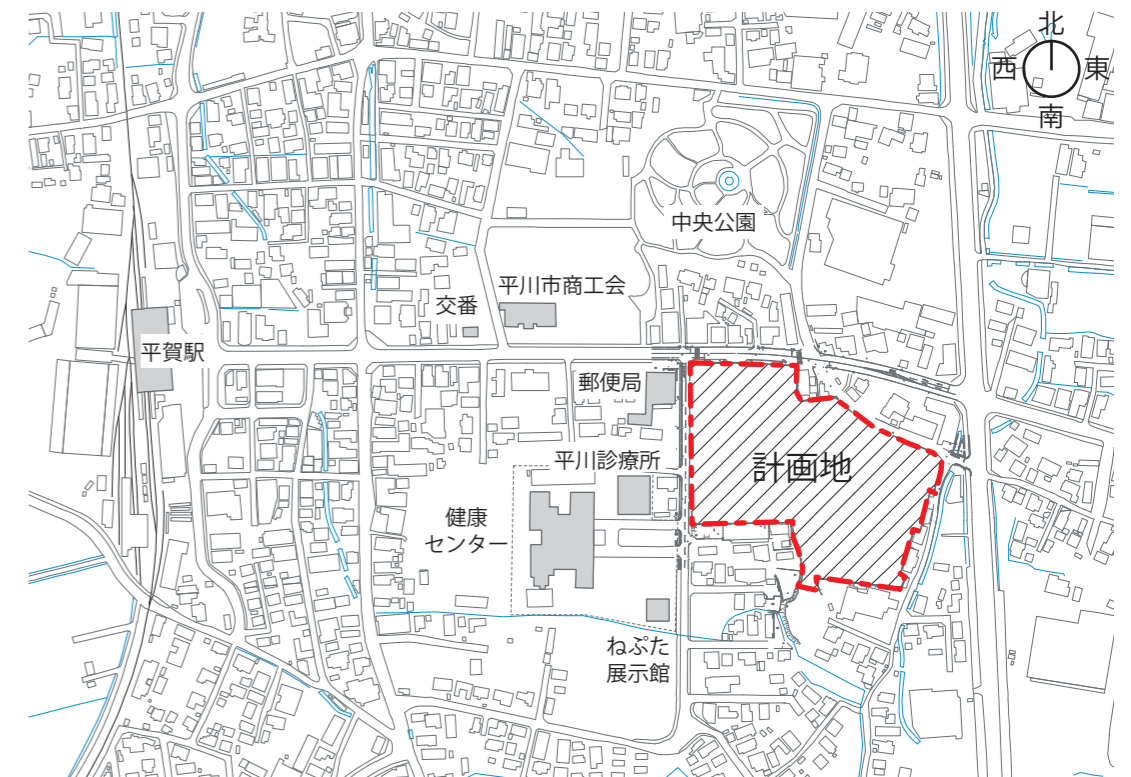 北
西 東
南
中央公園
平川市商工会
交番
平賀駅
郵便局
平川診療所
計画地
健康
センター
ねぷた
展示館